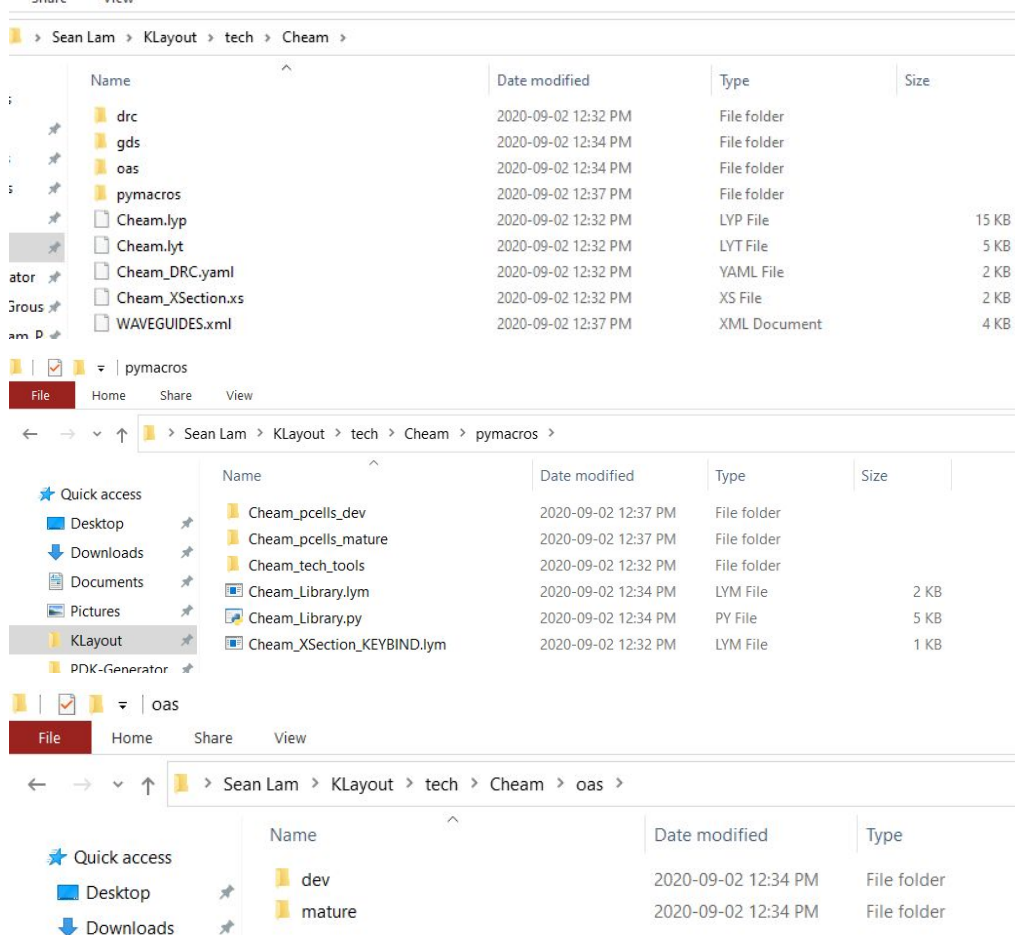 Share View
> Sean Lam > KLayout > tech > Cheam >
Name Date modified Type Size
drc 2020-09-02 12:32 PM File folder
gds 2020-09-02 12:34 PM File folder
oas 2020-09-02 12:34 PM File folder
pymacros 2020-09-02 12:37 PM File folder
Cheam.lyp 2020-09-02 12:32 PM LYP File 15 KB
Cheam.lyt 2020-09-02 12:32 PM LYT File 5 KB
ator Cheam_DRC.yaml 2020-09-02 12:32 PM YAML File 2 KB
Grous Cheam_XSection.xs 2020-09-02 12:32 PM XS File 2 KB
am_P WAVEGUIDES.xml 2020-09-02 12:37 PM XML Document 4 KB
pymacros
File Home Share View
> Sean Lam > KLayout > tech > Cheam > pymacros >
Name Date modified Type Size
Quick access
Cheam_pcells_dev 2020-09-02 12:37 PM File folder
Desktop
Cheam_pcells_mature 2020-09-02 12:37 PM File folder
Downloads
Cheam_tech_tools 2020-09-02 12:32 PM File folder
Documents
Cheam_Library.lym 2020-09-02 12:34 PM LYM File 2 KB
Pictures
Cheam_Library.py 2020-09-02 12:34 PM PY File 5 KB
KLayout
Cheam_XSection_KEYBIND.lym 2020-09-02 12:32 PM LYM File 1 KB
PDK-Generator
oas
File Home Share View
> Sean Lam > KLayout > tech > Cheam > oas >
Name Date modified Type
Quick access
dev 2020-09-02 12:34 PM File folder
Desktop
mature 2020-09-02 12:34 PM File folder
Downloads